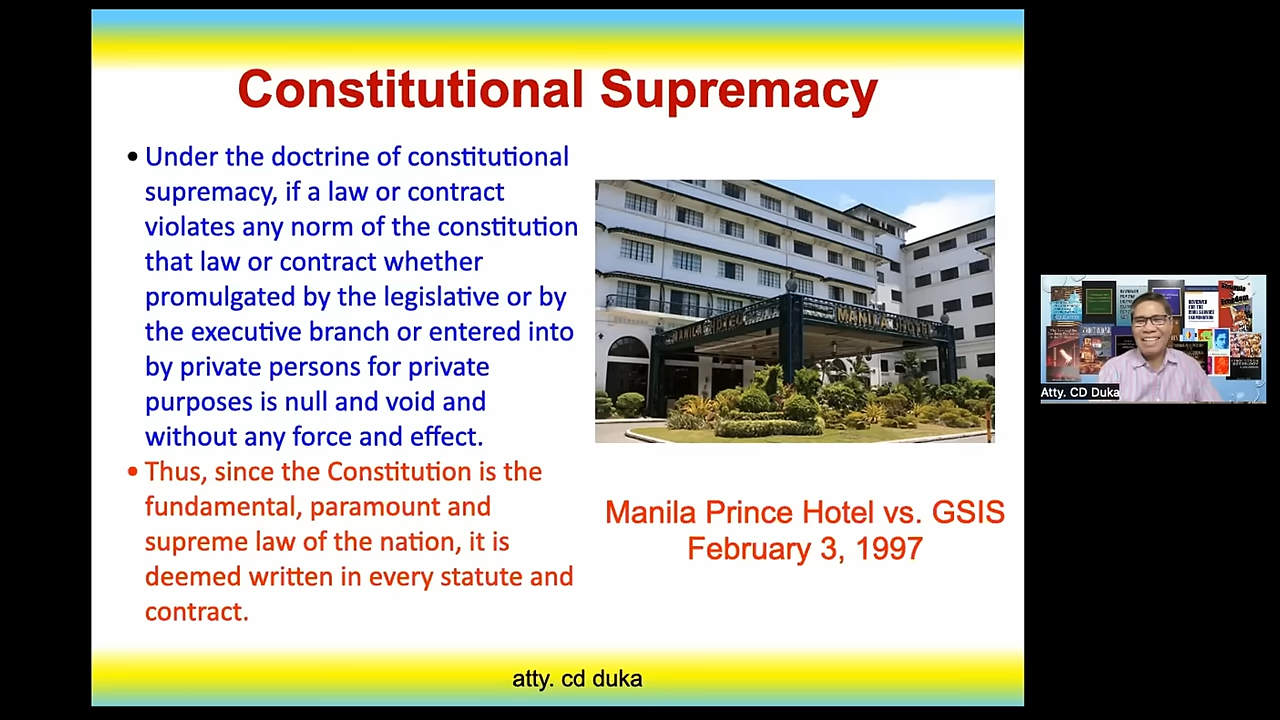 Constitutional Supremacy
• Under the doctrine of constitutional
supremacy, if a law or contract
violates any norm of the constitution
that law or contract whether
promulgated by the legislative or by
the executive branch or entered into
by private persons for private
purposes is null and void and
without any force and effect.
• Thus, since the Constitution is the
fundamental, paramount and
supreme law of the nation, it is
deemed written in every statute and
contract.
MANILA HOTEL
MANILA HOTEL
Manila Prince Hotel vs. GSIS
February 3, 1997
atty. cd duka
Atty. CD Duka